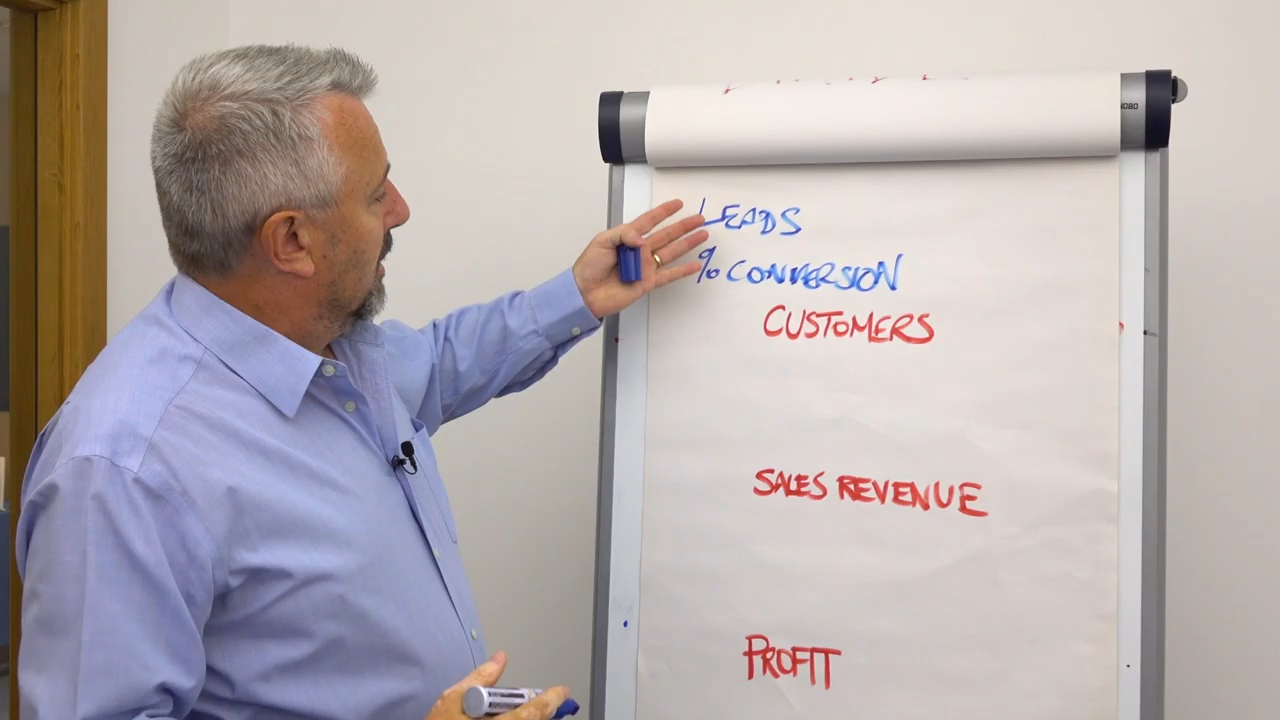 LEADS
% CONVERSION
CUSTOMERS
SALES REVENUE
PROFIT